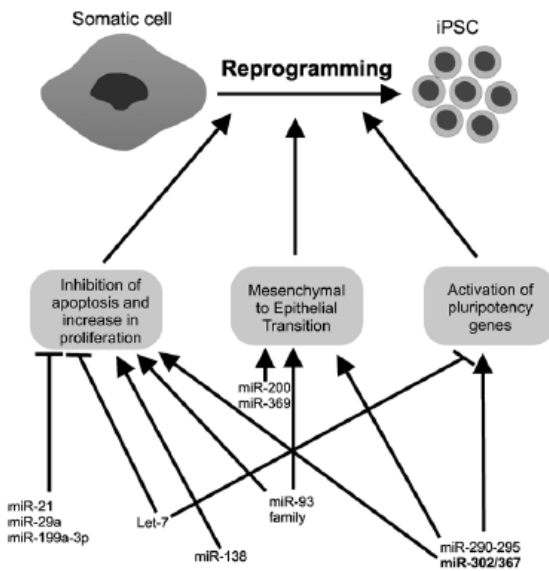 Somatic cell
iPSC
Reprogramming
Inhibition of
apoptosis and
increase in
proliferation
Mesenchymal
to Epithelial
Transition
Activation of
pluripotency
genes
miR-200
miR-369
miR-21
miR-29a
miR-199a-3p
Let-7
miR-93
family
miR-138
miR-290-295
miR-302/367